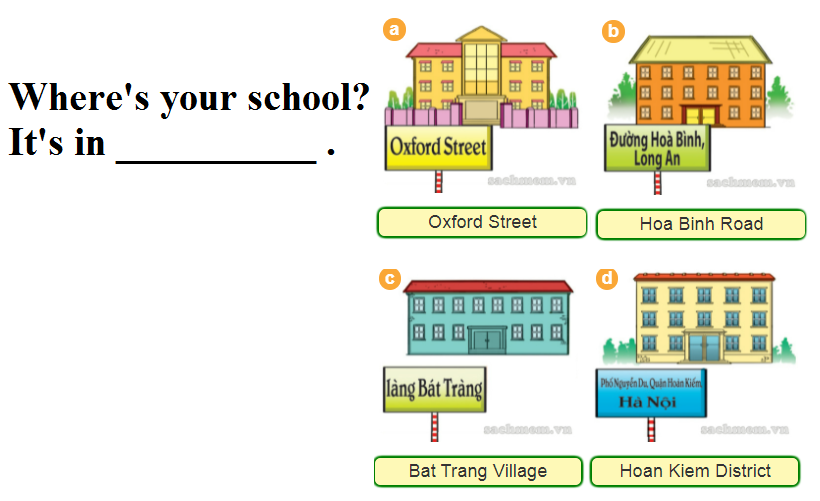 Where's your school?
It's in __________ .
a
Oxford Street
sachmem.vn
Oxford Street
b
Đường Hoà Bình,
Long An
sachmem.vn
Hoa Binh Road
c
làng Bát Tràng
sachmem.vn
Bat Trang Village
d
Phố Nguyễn Du, Quận Hoàn Kiếm,
Hà Nội
sachmem.vn
Hoan Kiem District